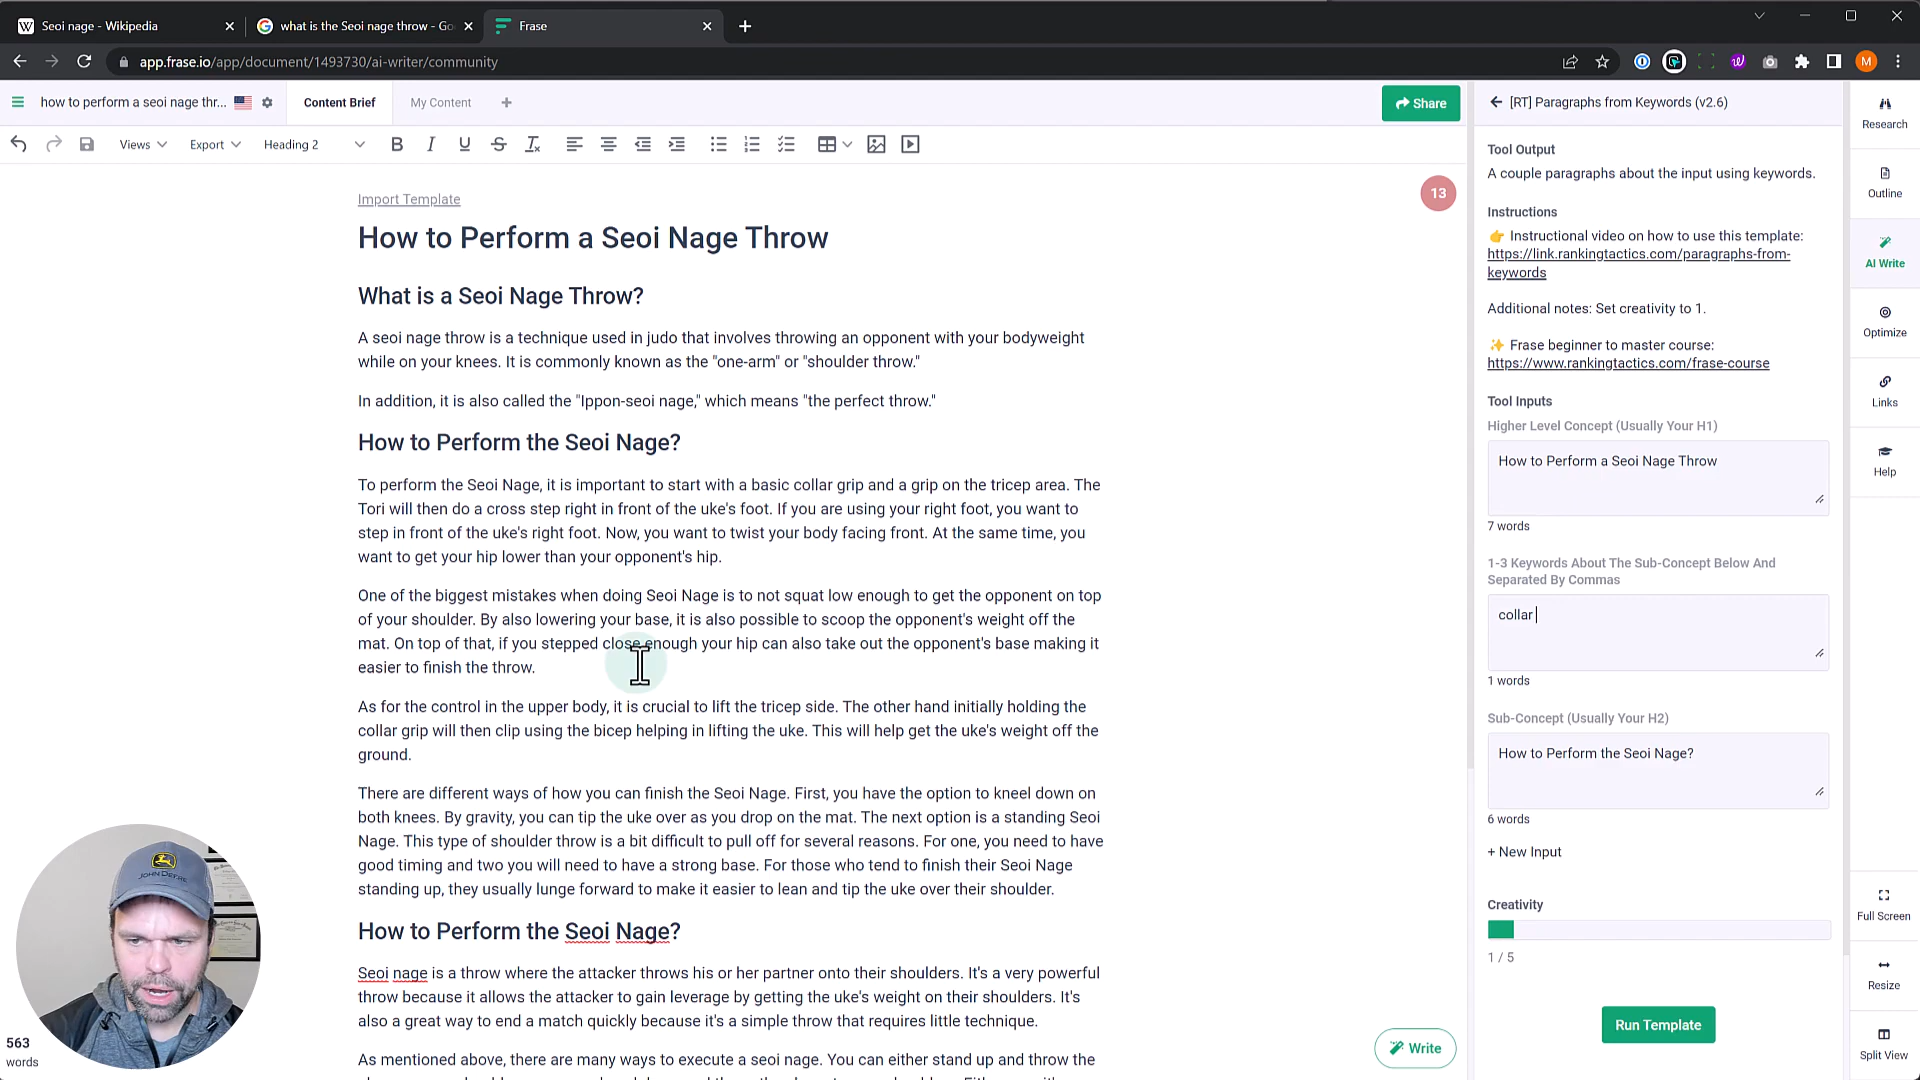 Seoi nage - Wikipedia
what is the Seoi nage throw - Go
Frase
app.frase.io/app/document/1493730/ai-writer/community
M
how to perform a seoi nage thr...
Content Brief
My Content
Share
[RT] Paragraphs from Keywords (v2.6)
Views
Export
Heading 2
Import Template
13
How to Perform a Seoi Nage Throw
What is a Seoi Nage Throw?
A seoi nage throw is a technique used in judo that involves throwing an opponent with your bodyweight
while on your knees. It is commonly known as the "one-arm" or "shoulder throw."
In addition, it is also called the "Ippon-seoi nage," which means "the perfect throw."
How to Perform the Seoi Nage?
To perform the Seoi Nage, it is important to start with a basic collar grip and a grip on the tricep area. The
Tori will then do a cross step right in front of the uke's foot. If you are using your right foot, you want to
step in front of the uke's right foot. Now, you want to twist your body facing front. At the same time, you
want to get your hip lower than your opponent's hip.
One of the biggest mistakes when doing Seoi Nage is to not squat low enough to get the opponent on top
of your shoulder. By also lowering your base, it is also possible to scoop the opponent's weight off the
mat. On top of that, if you stepped close enough your hip can also take out the opponent's base making it
easier to finish the throw.
As for the control in the upper body, it is crucial to lift the tricep side. The other hand initially holding the
collar grip will then clip using the bicep helping in lifting the uke. This will help get the uke's weight off the
ground.
There are different ways of how you can finish the Seoi Nage. First, you have the option to kneel down on
both knees. By gravity, you can tip the uke over as you drop on the mat. The next option is a standing Seoi
Nage. This type of shoulder throw is a bit difficult to pull off for several reasons. For one, you need to have
good timing and two you will need to have a strong base. For those who tend to finish their Seoi Nage
standing up, they usually lunge forward to make it easier to lean and tip the uke over their shoulder.
How to Perform the Seoi Nage?
Seoi nage is a throw where the attacker throws his or her partner onto their shoulders. It's a very powerful
throw because it allows the attacker to gain leverage by getting the uke's weight on their shoulders. It's
also a great way to end a match quickly because it's a simple throw that requires little technique.
As mentioned above, there are many ways to execute a seoi nage. You can either stand up and throw the
563
words
Write
JOHN DEERE
Tool Output
A couple paragraphs about the input using keywords.
Instructions
Instructional video on how to use this template:
https://link.rankingtactics.com/paragraphs-from-
keywords
Additional notes: Set creativity to 1.
Frase beginner to master course:
https://www.rankingtactics.com/frase-course
Tool Inputs
Higher Level Concept (Usually Your H1)
How to Perform a Seoi Nage Throw
7 words
1-3 Keywords About The Sub-Concept Below And
Separated By Commas
collar
1 words
Sub-Concept (Usually Your H2)
How to Perform the Seoi Nage?
6 words
+ New Input
Creativity
1 / 5
Run Template
Research
Outline
AI Write
Optimize
Links
Help
Full Screen
Resize
Split View